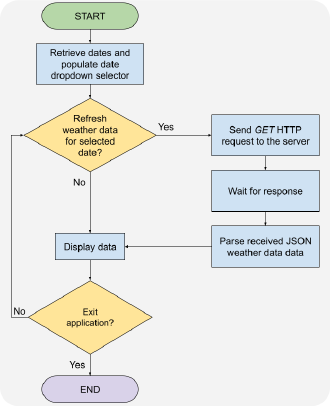 START
Retrieve dates and
populate date
dropdown selector
Refresh
weather data
for selected
date?
Yes
Send GET HTTP
request to the server
No
Wait for response
Parse received JSON
weather data data
Display data
Exit
application?
No
Yes
END